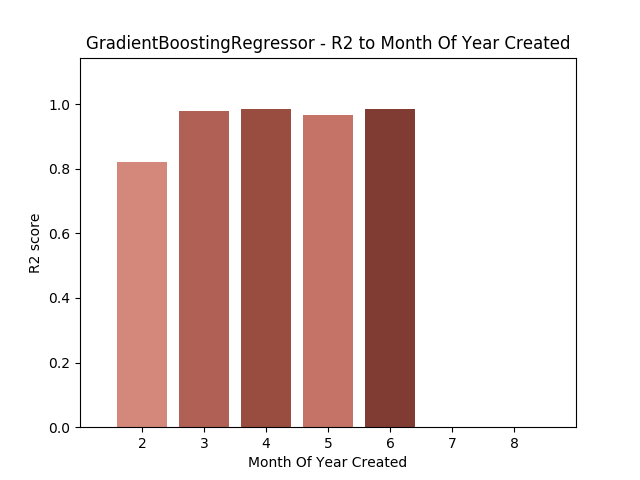 GradientBoostingRegressor - R2 to Month Of Year Created
1.0
0.8
0.6
0.4
0.2
0.0
R2 score
2 3 4 5 6 7 8
Month Of Year Created